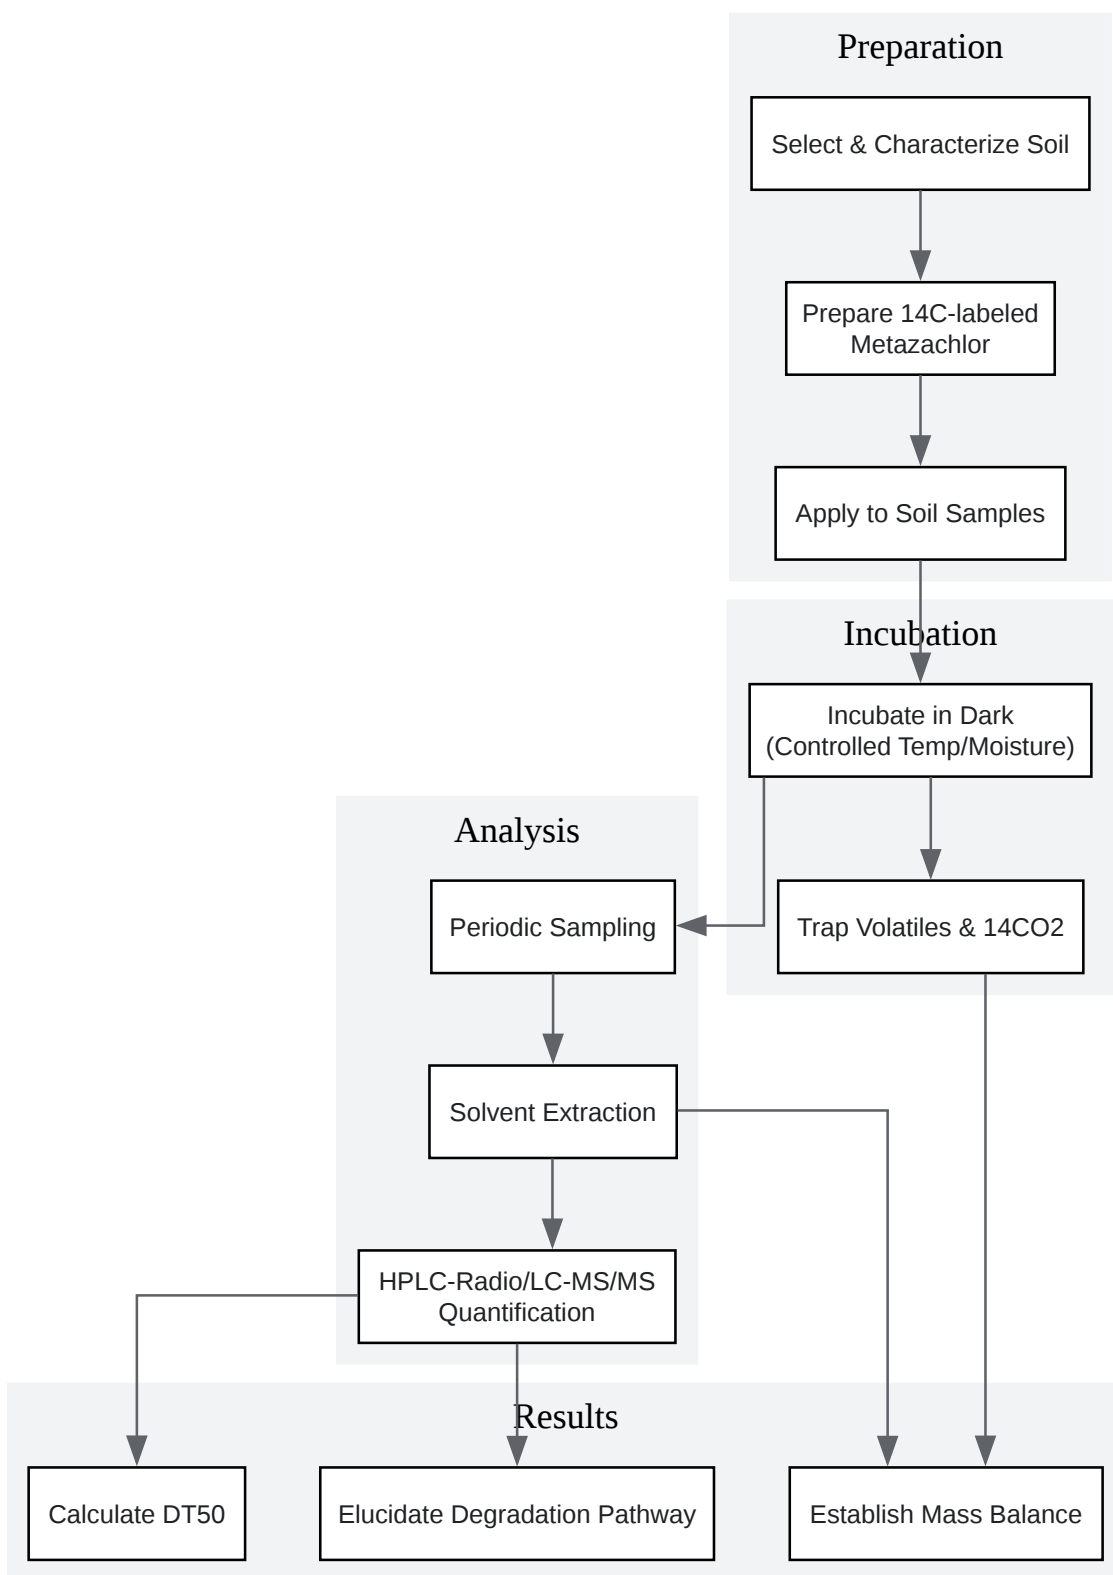 Preparation
Select & Characterize Soil
Prepare 14C-labeled
Metazachlor
Apply to Soil Samples
Incubation
Incubate in Dark
(Controlled Temp/Moisture)
Trap Volatiles & 14CO2
Analysis
Periodic Sampling
Solvent Extraction
HPLC-Radio/LC-MS/MS
Quantification
Results
Calculate DT50
Elucidate Degradation Pathway
Establish Mass Balance